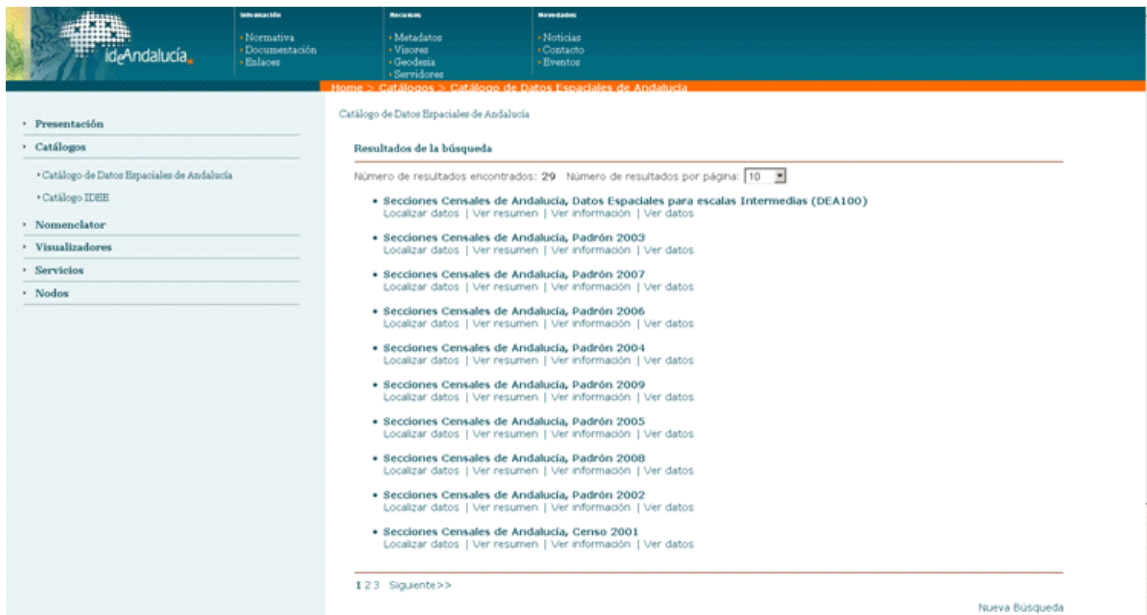 ideAndalucía
Información
Normativa
Documentación
Enlaces
Recursos
Metadatos
Visores
Geodesia
Servidores
Novedades
Noticias
Contacto
Eventos
Home > Catálogos > Catálogo de Datos Espaciales de Andalucía
Presentación
Catálogos
Catálogo de Datos Espaciales de Andalucía
Catálogo IDEE
Nomenclator
Visualizadores
Servicios
Nodos
Catálogo de Datos Espaciales de Andalucía
Resultados de la búsqueda
Número de resultados encontrados: 29 Número de resultados por página: 10
• Secciones Censales de Andalucía, Datos Espaciales para escalas Intermedias (DEA100)
Localizar datos | Ver resumen | Ver información | Ver datos
• Secciones Censales de Andalucía, Padrón 2003
Localizar datos | Ver resumen | Ver información | Ver datos
• Secciones Censales de Andalucía, Padrón 2007
Localizar datos | Ver resumen | Ver información | Ver datos
• Secciones Censales de Andalucía, Padrón 2006
Localizar datos | Ver resumen | Ver información | Ver datos
• Secciones Censales de Andalucía, Padrón 2004
Localizar datos | Ver resumen | Ver información | Ver datos
• Secciones Censales de Andalucía, Padrón 2009
Localizar datos | Ver resumen | Ver información | Ver datos
• Secciones Censales de Andalucía, Padrón 2005
Localizar datos | Ver resumen | Ver información | Ver datos
• Secciones Censales de Andalucía, Padrón 2008
Localizar datos | Ver resumen | Ver información | Ver datos
• Secciones Censales de Andalucía, Padrón 2002
Localizar datos | Ver resumen | Ver información | Ver datos
• Secciones Censales de Andalucía, Censo 2001
Localizar datos | Ver resumen | Ver información | Ver datos
1 2 3 Siguiente>>
Nueva Búsqueda